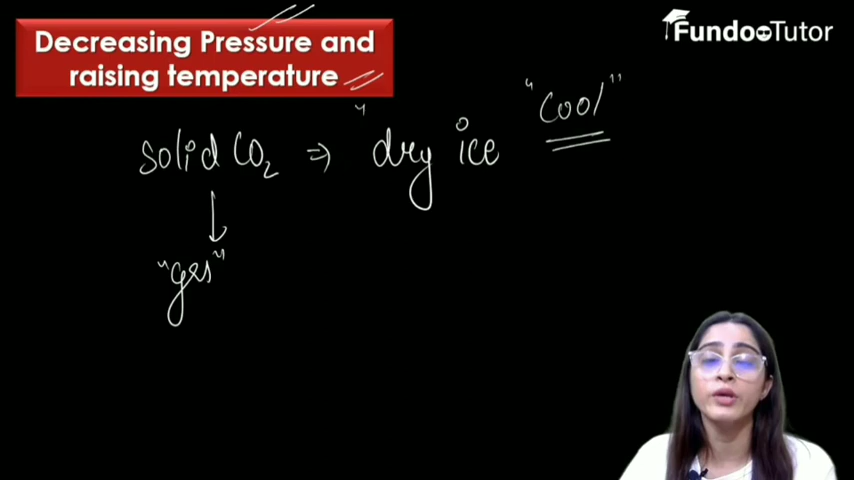 Decreasing Pressure and
raising temperature
FundooTutor
"Cool"
solid CO₂ ⇒ "dry ice
↓
"gas"